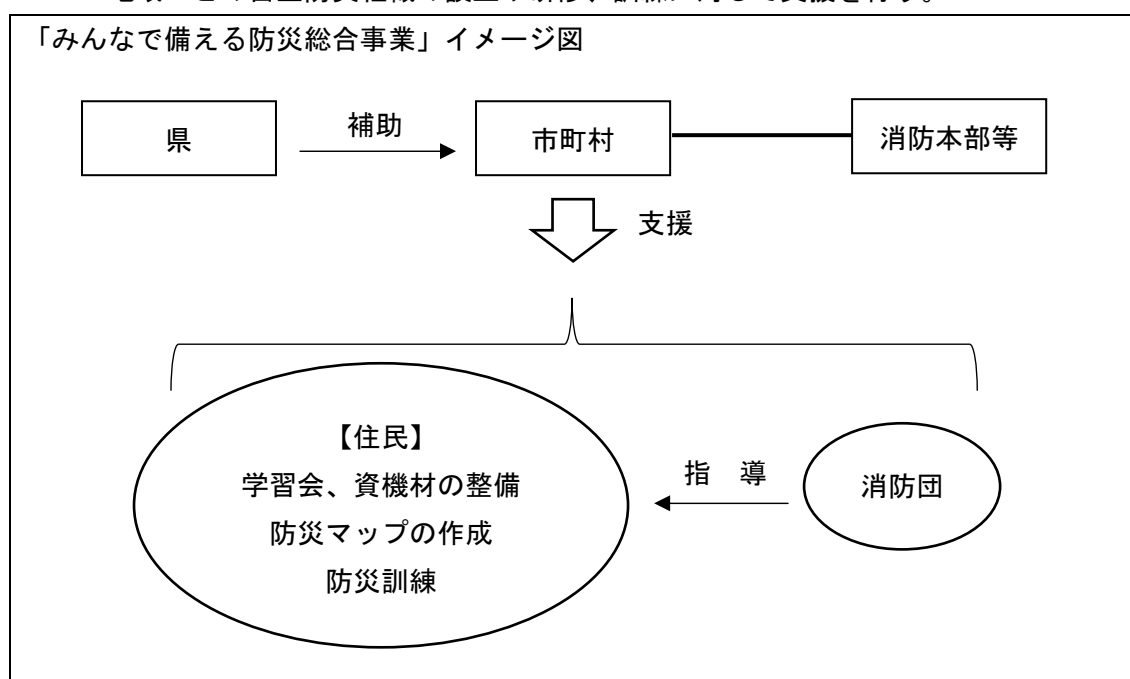 「みんなで備える防災総合事業」イメージ図
県
補助
市町村
消防本部等
支援
【住民】
学習会、資機材の整備
防災マップの作成
防災訓練
指　導
消防団